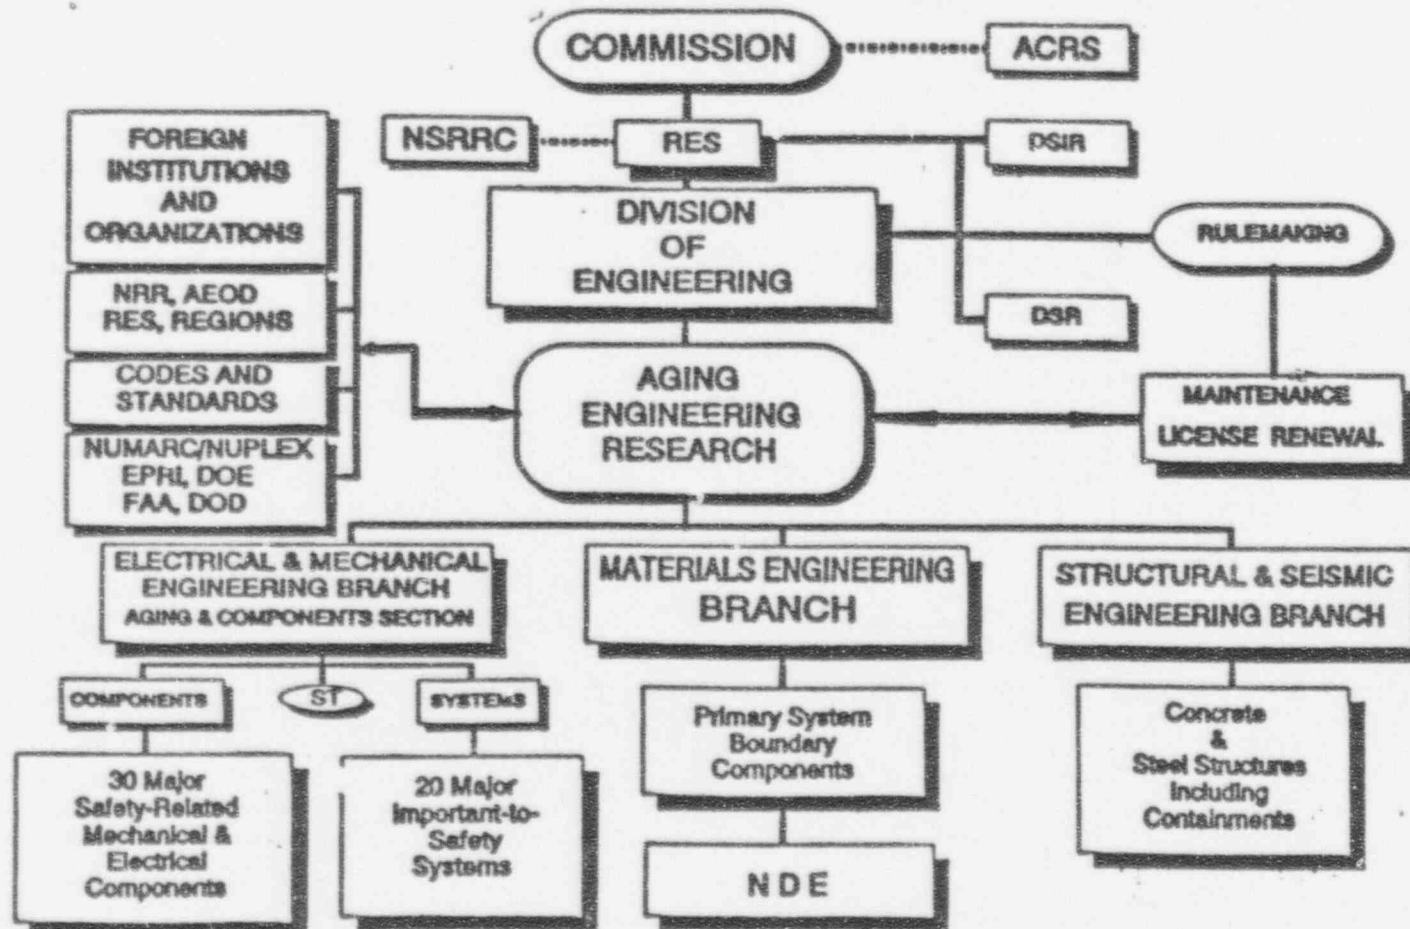 COMMISSION
ACRS
NSRRC
RES
DSIR
FOREIGN
INSTITUTIONS
AND
ORGANIZATIONS
DIVISION
OF
ENGINEERING
RULEMAKING
NRR, AEOD
RES, REGIONS
DSR
CODES AND
STANDARDS
AGING
ENGINEERING
RESEARCH
MAINTENANCE
LICENSE RENEWAL
NUMARC/NUPLEX
EPRI, DOE
FAA, DOD
ELECTRICAL & MECHANICAL
ENGINEERING BRANCH
AGING & COMPONENTS SECTION
MATERIALS ENGINEERING
BRANCH
STRUCTURAL & SEISMIC
ENGINEERING BRANCH
COMPONENTS
ST
SYSTEMS
Primary System
Boundary
Components
Concrete
&
Steel Structures
Including
Containments
30 Major
Safety-Related
Mechanical &
Electrical
Components
20 Major
Important-to-
Safety
Systems
N D E